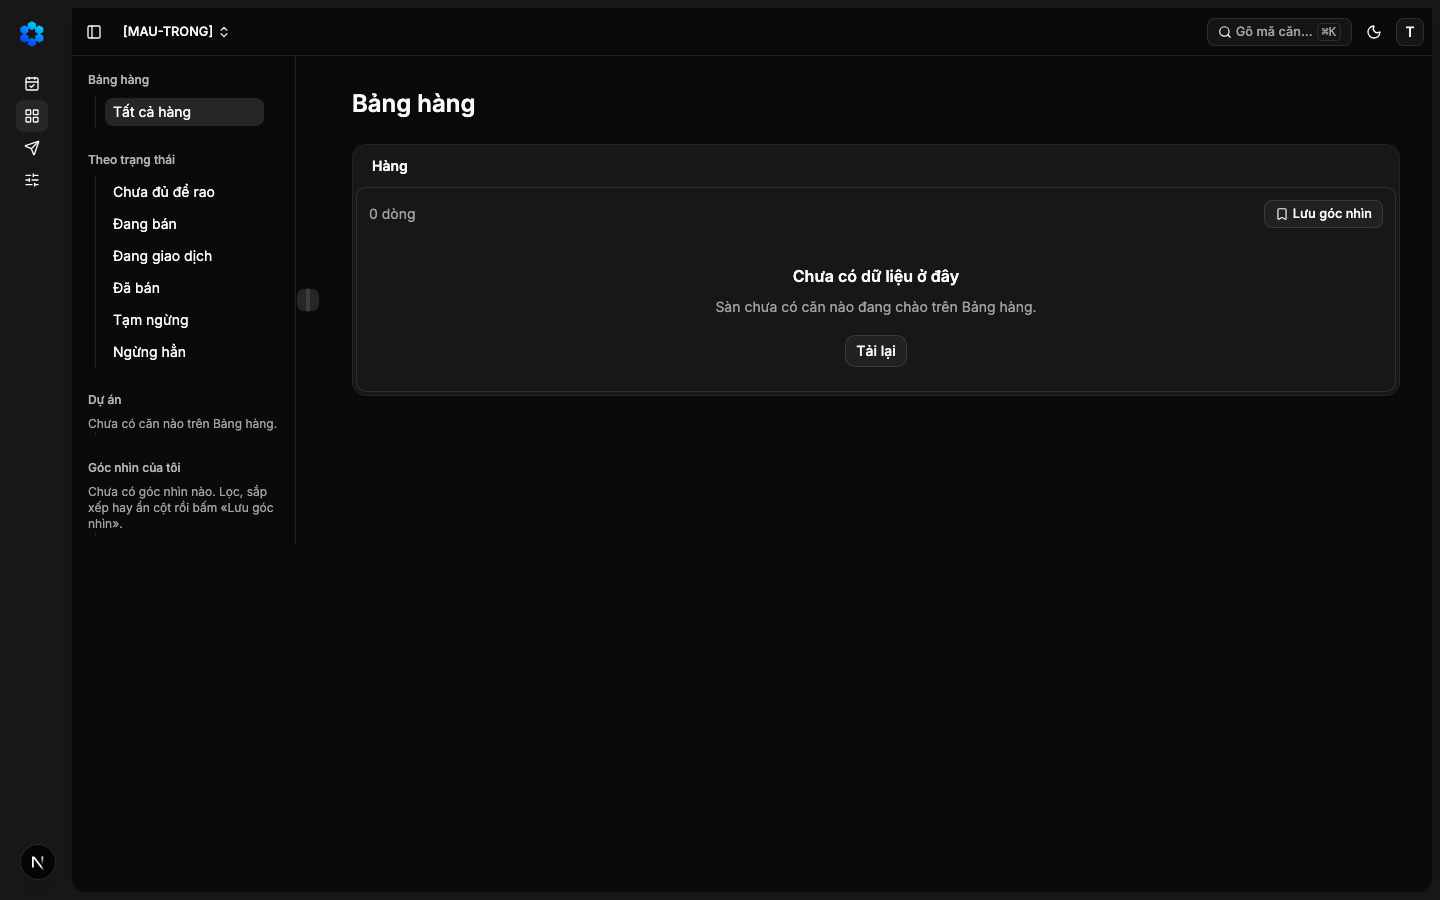 [MAU-TRONG]
Gõ mã căn... ⌘K
T
Bảng hàng
Tất cả hàng
Theo trạng thái
Chưa đủ để rao
Đang bán
Đang giao dịch
Đã bán
Tạm ngừng
Ngừng hẳn
Dự án
Chưa có căn nào trên Bảng hàng.
Góc nhìn của tôi
Chưa có góc nhìn nào. Lọc, sắp
xếp hay ẩn cột rồi bấm «Lưu góc
nhìn».
Bảng hàng
Hàng
0 dòng
Lưu góc nhìn
Chưa có dữ liệu ở đây
Sàn chưa có căn nào đang chào trên Bảng hàng.
Tải lại
N